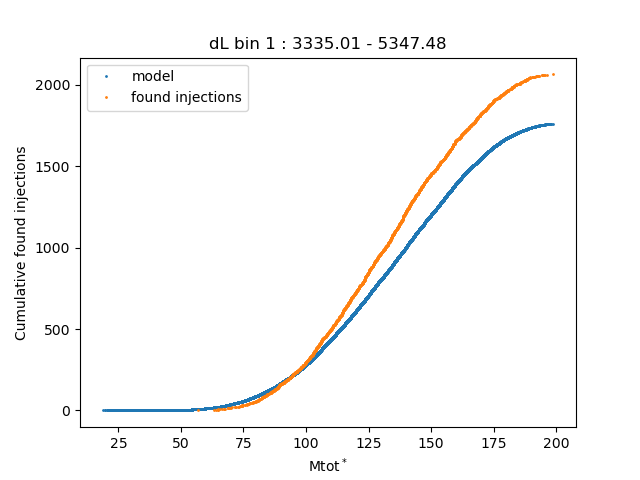 dL bin 1 : 3335.01 - 5347.48
model
found injections
Cumulative found injections
2000
1500
1000
500
0
25 50 75 100 125 150 175 200
Mtot*